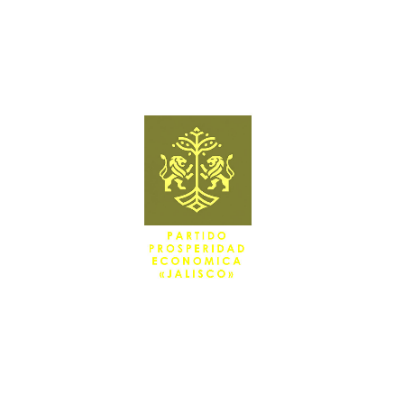 PARTIDO
PROSPERIDAD
ECONOMICA
«JALISCO»